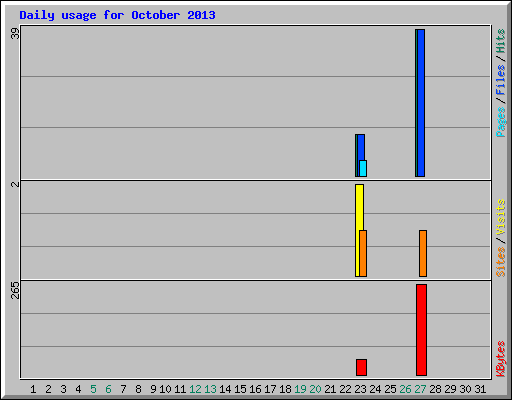 Daily usage for October 2013
39
Pages/Files/Hits
2
Sites/Visits
265
KBytes
1 2 3 4 5 6 7 8 9 10 11 12 13 14 15 16 17 18 19 20 21 22 23 24 25 26 27 28 29 30 31